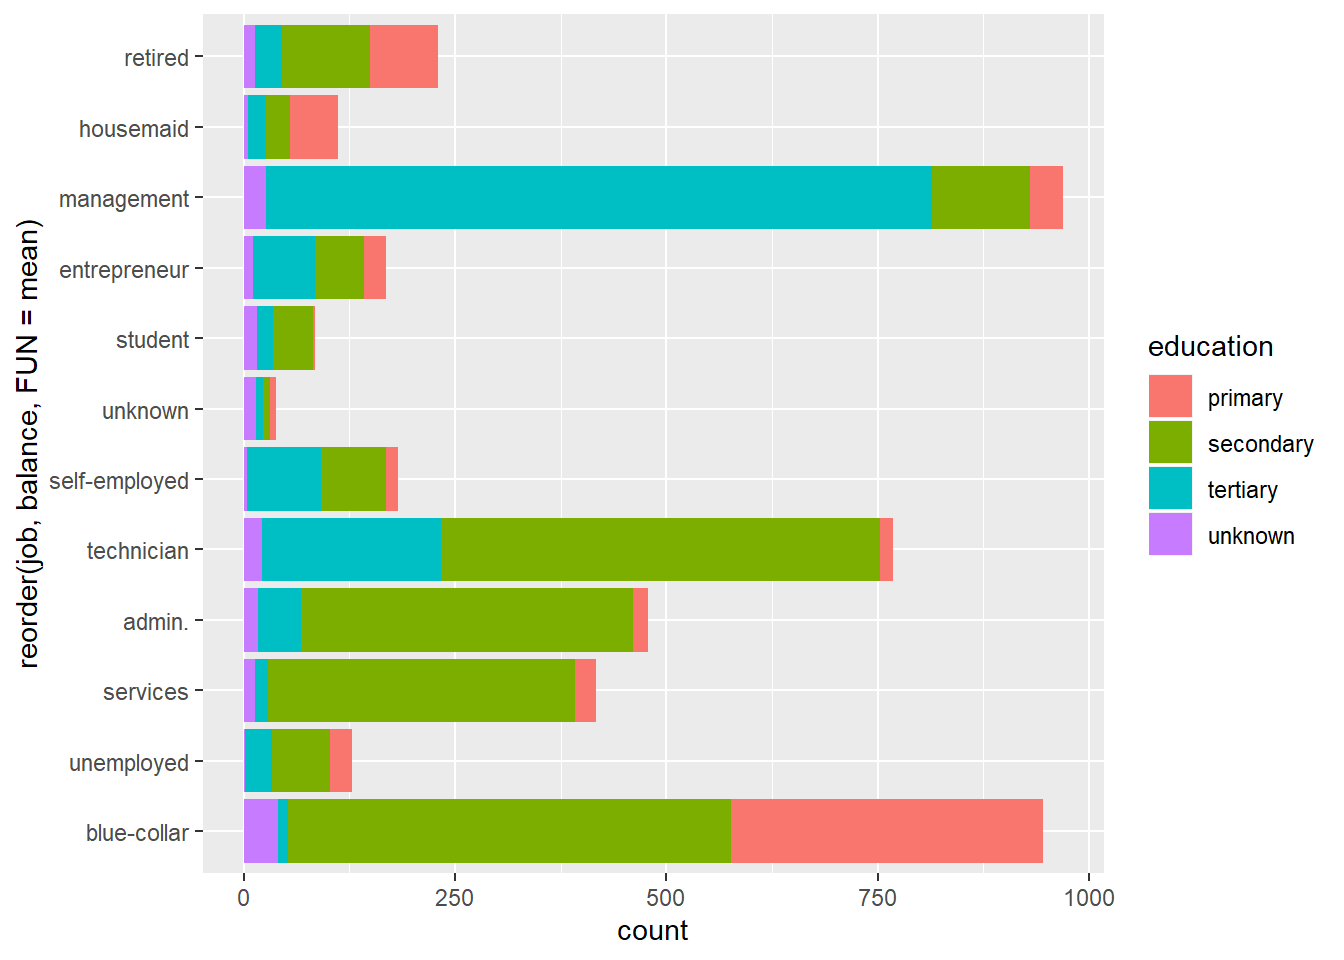 reorder(job, balance, FUN = mean)
retired
housemaid
management
entrepreneur
student
unknown
self-employed
technician
admin.
services
unemployed
blue-collar
0 250 500 750 1000
count
education
primary
secondary
tertiary
unknown